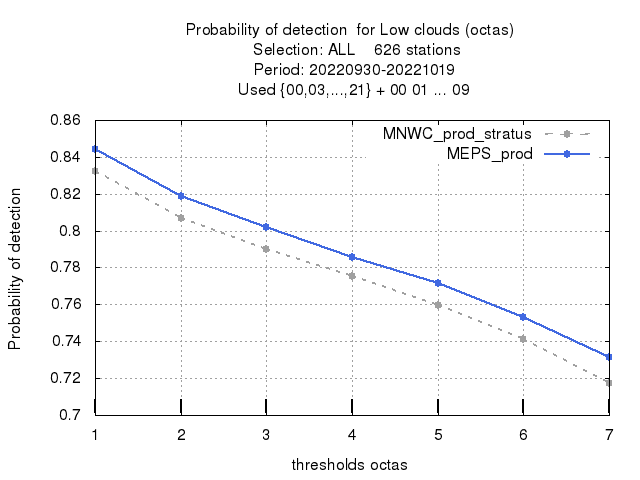 Probability of detection  for Low clouds (octas)
Selection: ALL    626 stations
Period: 20220930-20221019
Used {00,03,...,21} + 00 01 ... 09
MNWC_prod_stratus
MEPS_prod
0.86
0.84
0.82
0.8
0.78
0.76
0.74
0.72
0.7
Probability of detection
1 2 3 4 5 6 7
thresholds octas